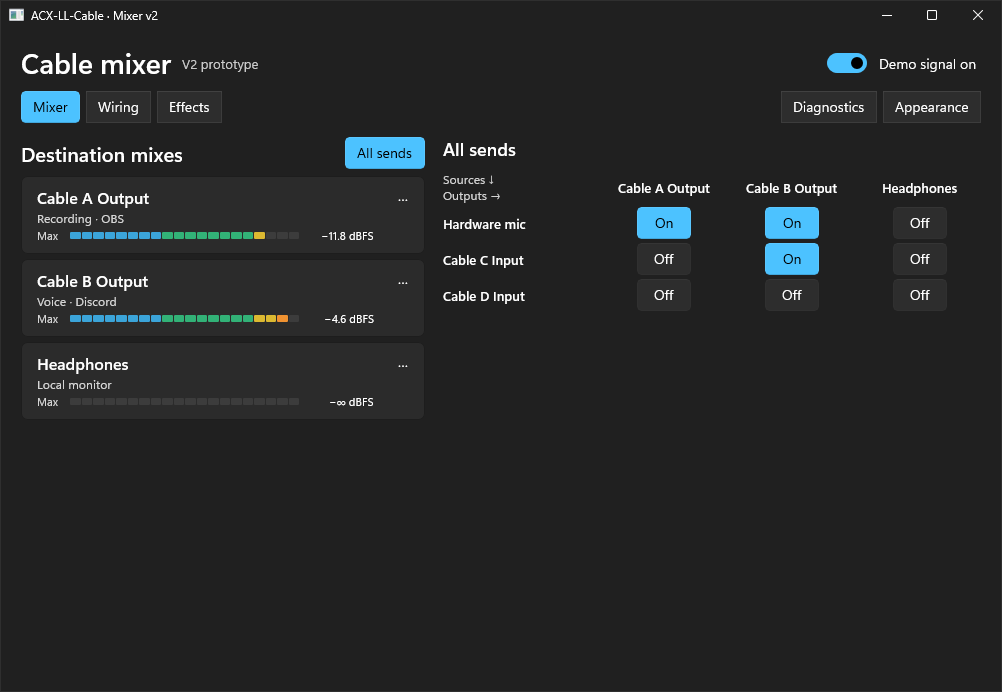 ACX-LL-Cable · Mixer v2
Cable mixer V2 prototype
Demo signal on
Mixer Wiring Effects
Diagnostics Appearance
Destination mixes
All sends
Cable A Output ...
Recording · OBS
Max −11.8 dBFS
Cable B Output ...
Voice · Discord
Max −4.6 dBFS
Headphones ...
Local monitor
Max −∞ dBFS
All sends
Sources ↓
Outputs →
Cable A Output Cable B Output Headphones
Hardware mic On On Off
Cable C Input Off On Off
Cable D Input Off Off Off